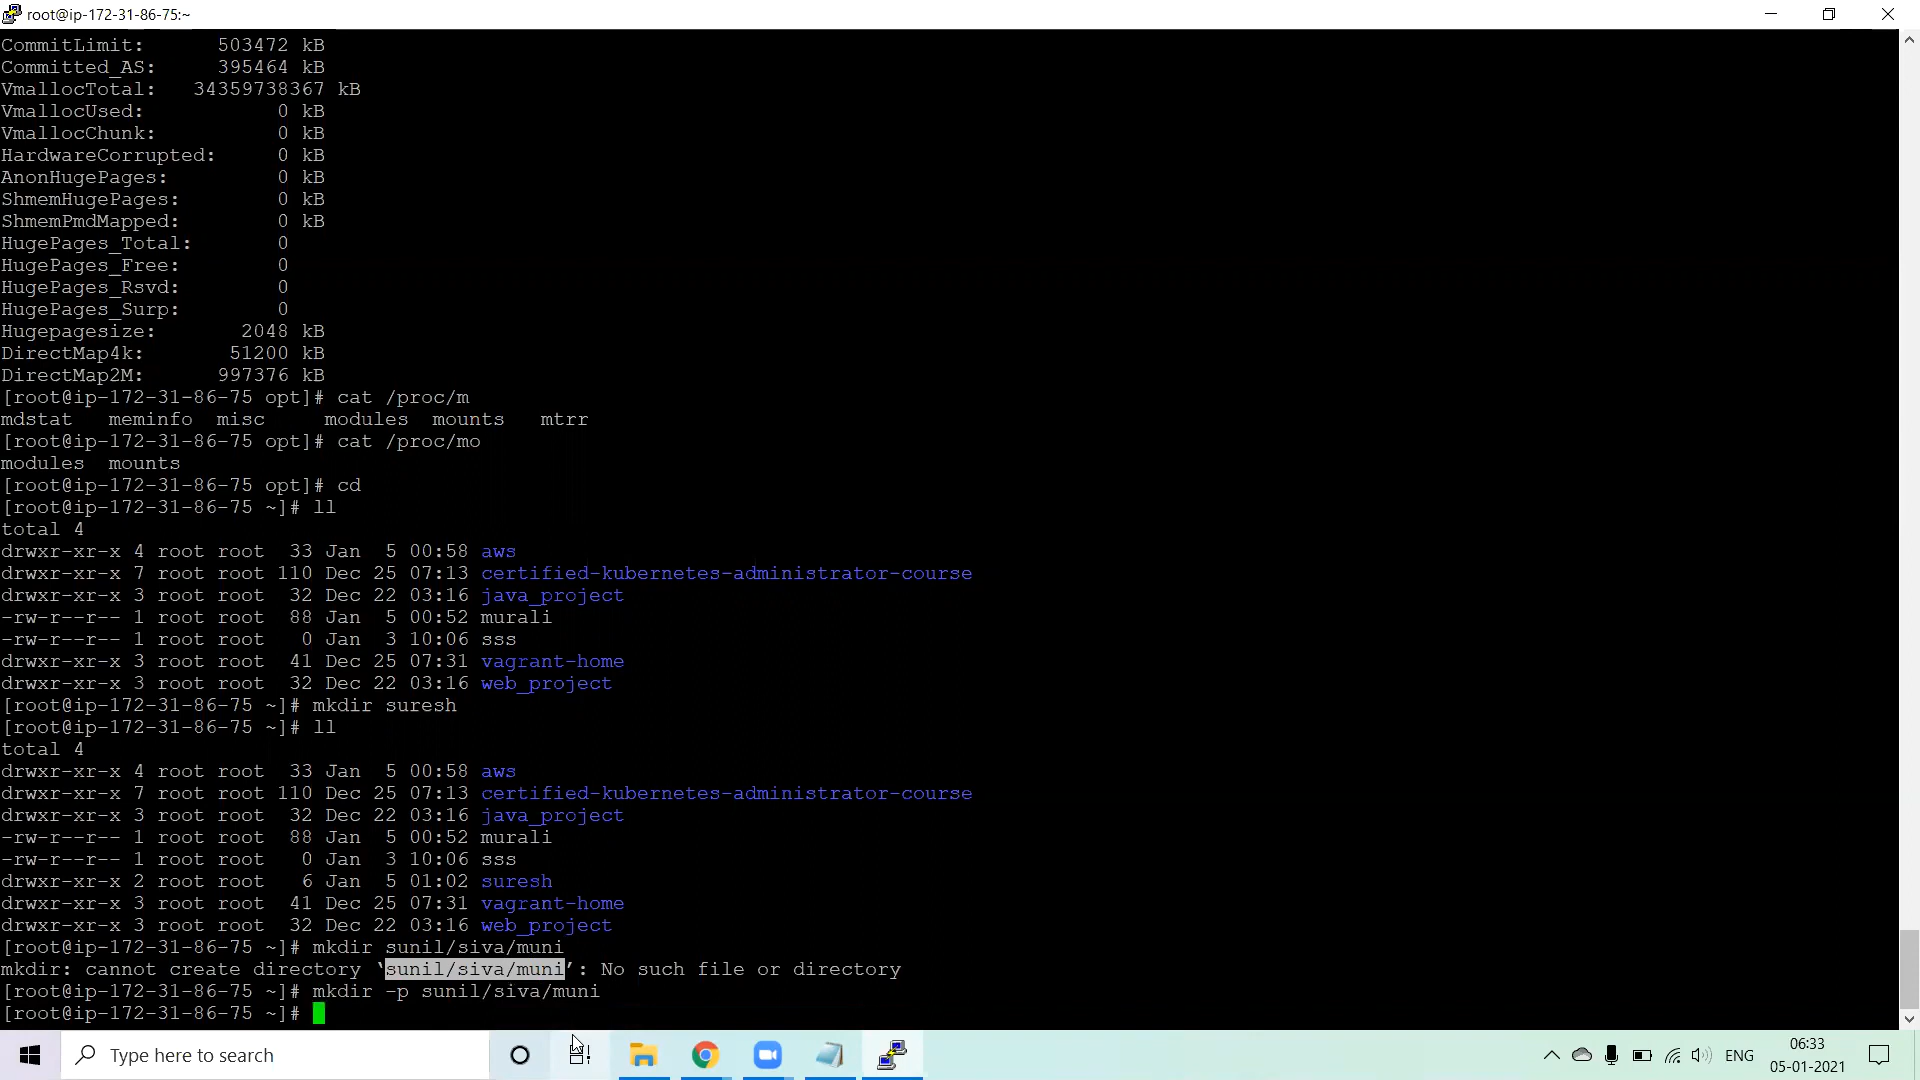 root@ip-172-31-86-75:~
CommitLimit:      503472 kB
Committed_AS:     395464 kB
VmallocTotal:   34359738367 kB
VmallocUsed:           0 kB
VmallocChunk:          0 kB
HardwareCorrupted:     0 kB
AnonHugePages:         0 kB
ShmemHugePages:        0 kB
ShmemPmdMapped:        0 kB
HugePages_Total:       0
HugePages_Free:        0
HugePages_Rsvd:        0
HugePages_Surp:        0
Hugepagesize:       2048 kB
DirectMap4k:       51200 kB
DirectMap2M:      997376 kB
[root@ip-172-31-86-75 opt]# cat /proc/m
mdstat   meminfo  misc     modules  mounts   mtrr
[root@ip-172-31-86-75 opt]# cat /proc/mo
modules  mounts
[root@ip-172-31-86-75 opt]# cd
[root@ip-172-31-86-75 ~]# ll
total 4
drwxr-xr-x 4 root root  33 Jan  5 00:58 aws
drwxr-xr-x 7 root root 110 Dec 25 07:13 certified-kubernetes-administrator-course
drwxr-xr-x 3 root root  32 Dec 22 03:16 java_project
-rw-r--r-- 1 root root  88 Jan  5 00:52 murali
-rw-r--r-- 1 root root   0 Jan  3 10:06 sss
drwxr-xr-x 3 root root  41 Dec 25 07:31 vagrant-home
drwxr-xr-x 3 root root  32 Dec 22 03:16 web_project
[root@ip-172-31-86-75 ~]# mkdir suresh
[root@ip-172-31-86-75 ~]# ll
total 4
drwxr-xr-x 4 root root  33 Jan  5 00:58 aws
drwxr-xr-x 7 root root 110 Dec 25 07:13 certified-kubernetes-administrator-course
drwxr-xr-x 3 root root  32 Dec 22 03:16 java_project
-rw-r--r-- 1 root root  88 Jan  5 00:52 murali
-rw-r--r-- 1 root root   0 Jan  3 10:06 sss
drwxr-xr-x 2 root root   6 Jan  5 01:02 suresh
drwxr-xr-x 3 root root  41 Dec 25 07:31 vagrant-home
drwxr-xr-x 3 root root  32 Dec 22 03:16 web_project
[root@ip-172-31-86-75 ~]# mkdir sunil/siva/muni
mkdir: cannot create directory ‘sunil/siva/muni’: No such file or directory
[root@ip-172-31-86-75 ~]# mkdir -p sunil/siva/muni
[root@ip-172-31-86-75 ~]#
Type here to search
ENG
06:33
05-01-2021